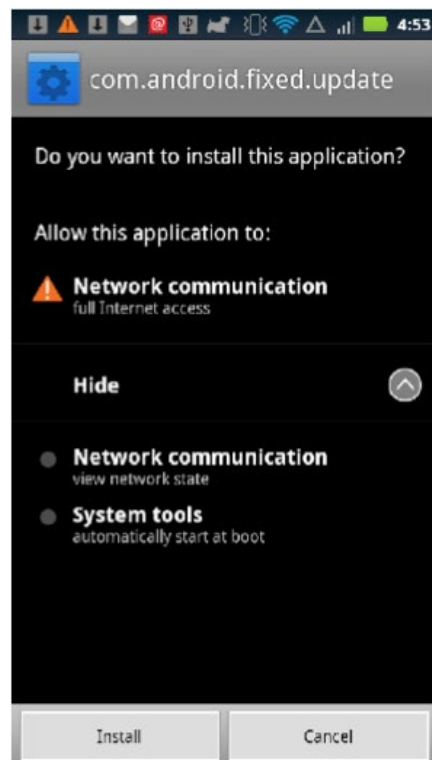 4:53
com.android.fixed.update
Do you want to install this application?
Allow this application to:
Network communication
full Internet access
Hide
Network communication
view network state
System tools
automatically start at boot
Install
Cancel